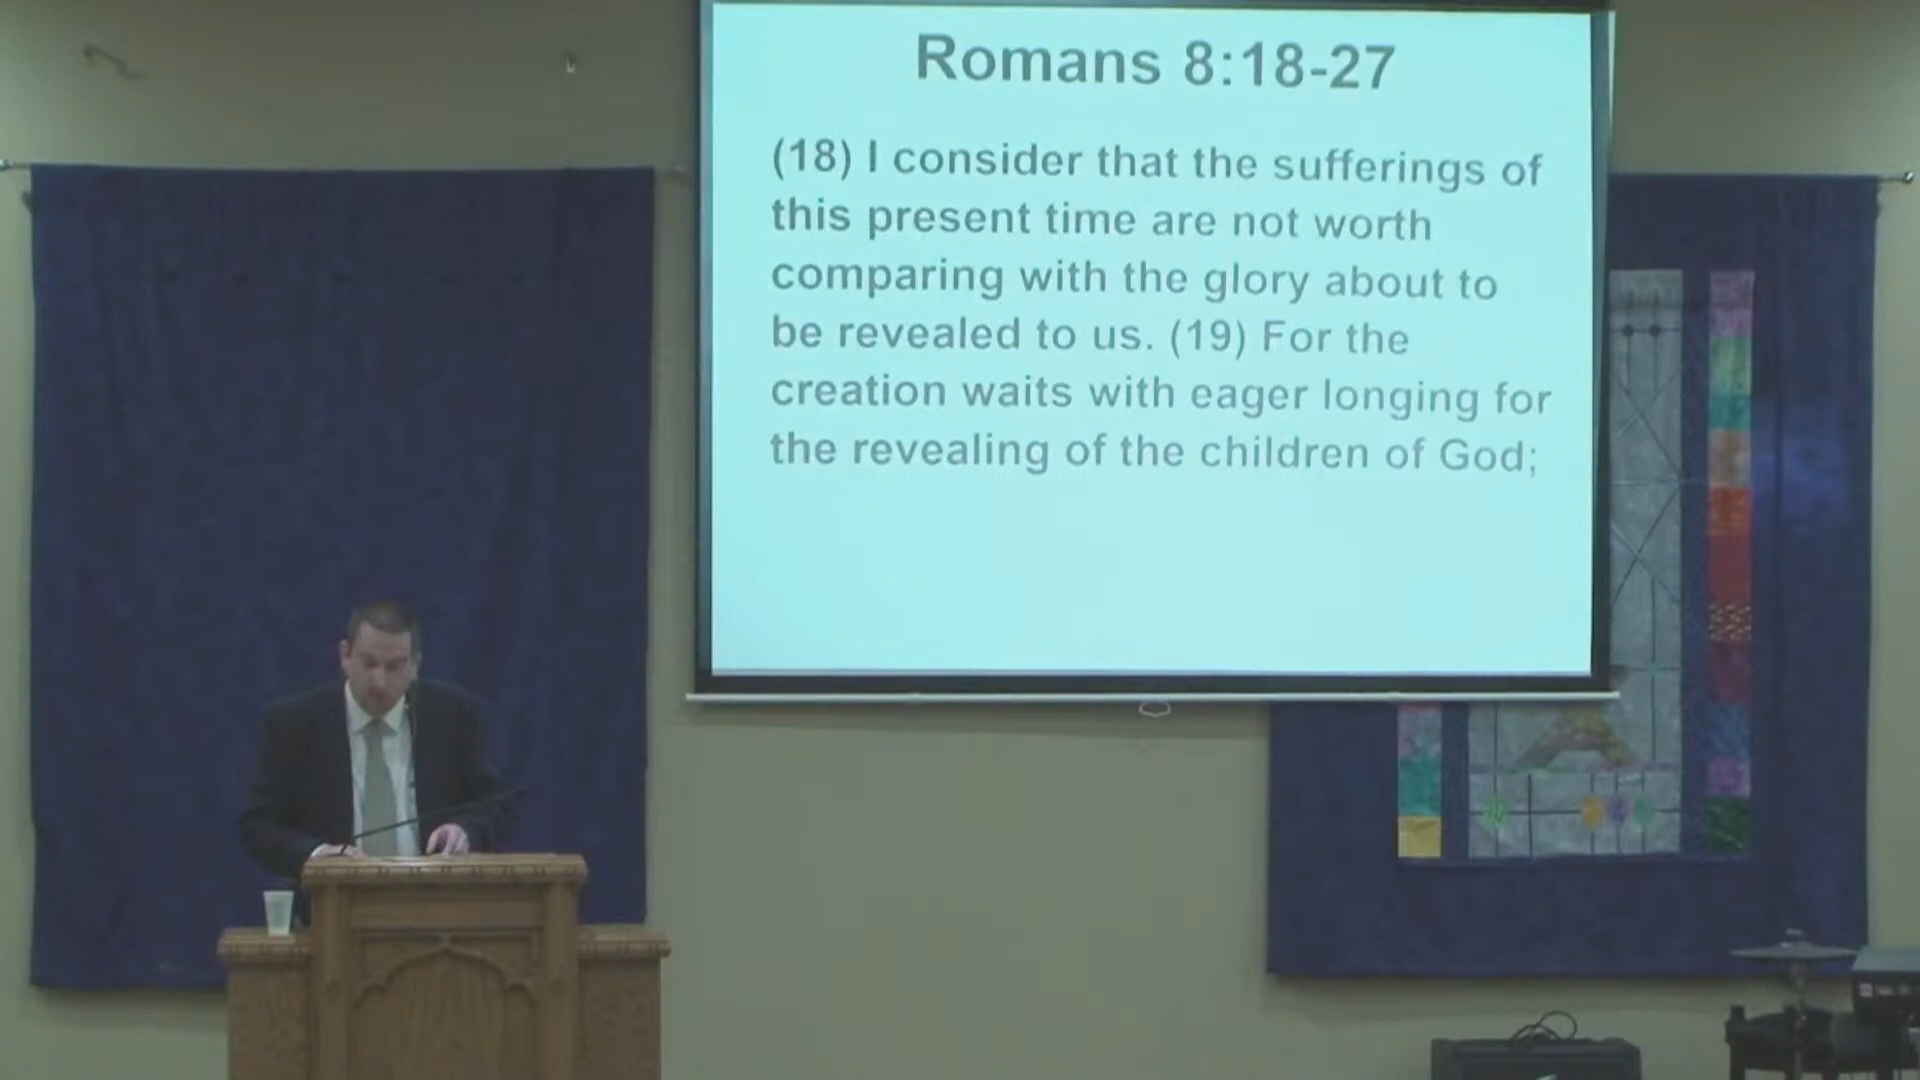 Romans 8:18-27
(18) I consider that the sufferings of
this present time are not worth
comparing with the glory about to
be revealed to us. (19) For the
creation waits with eager longing for
the revealing of the children of God;